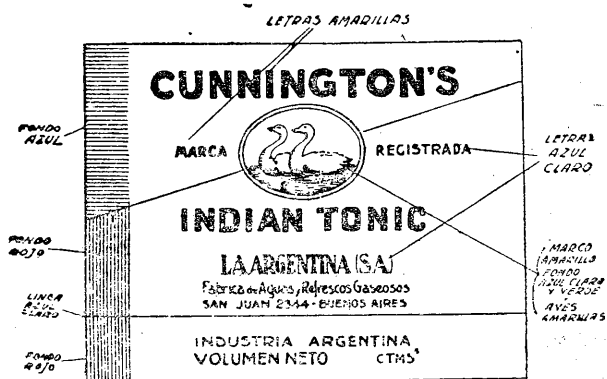 LETRAS AMARILLAS
CUNNINGTON'S
FONDO
AZUL
MARCA
REGISTRADA
LETRAS
AZUL
CLARO
INDIAN TONIC
LA ARGENTINA (S.A)
Fábrica de Aguas y Refrescos Gaseosos
SAN JUAN 2344-BUENOS AIRES
FONDO
ROJO
MARCO
AMARILLO
FONDO
AZUL CLARO
Y VERDE
AVES
AMARILLAS
LINEA
AZUL
CLARO
INDUSTRIA ARGENTINA
VOLUMEN NETO CTMS³
FONDO
ROJO